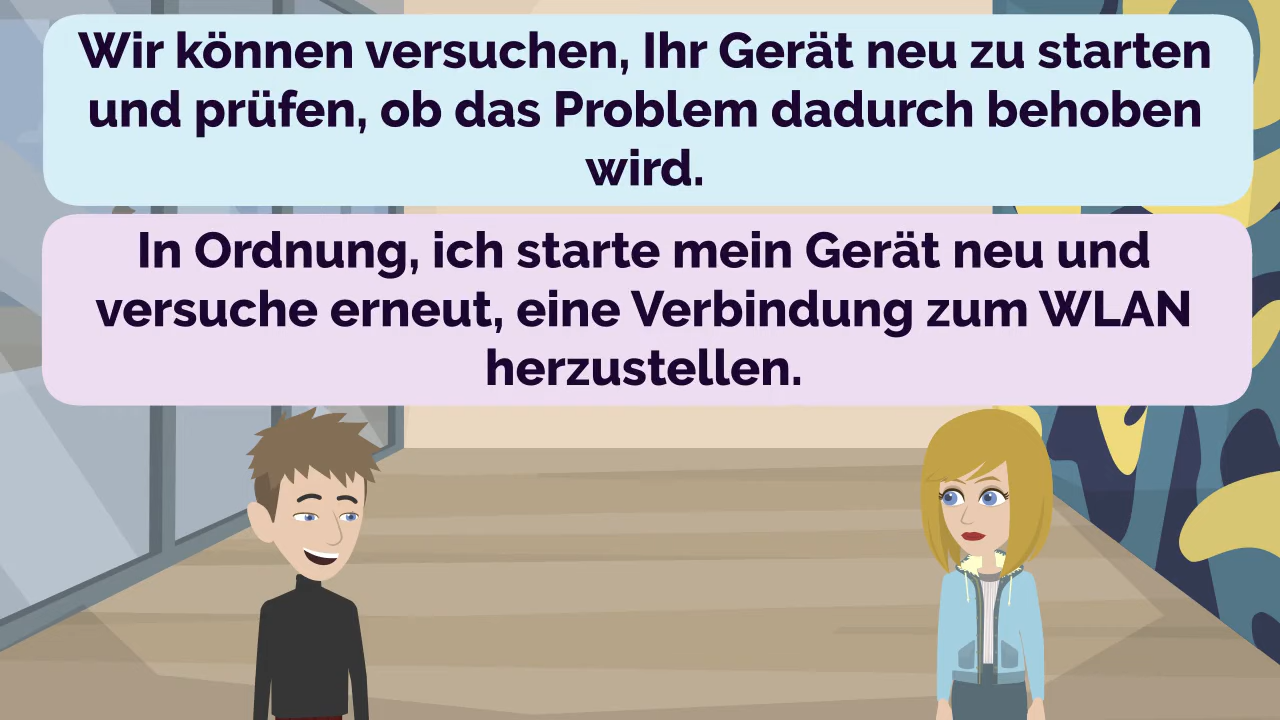 Wir können versuchen, Ihr Gerät neu zu starten
und prüfen, ob das Problem dadurch behoben
wird.
In Ordnung, ich starte mein Gerät neu und
versuche erneut, eine Verbindung zum WLAN
herzustellen.